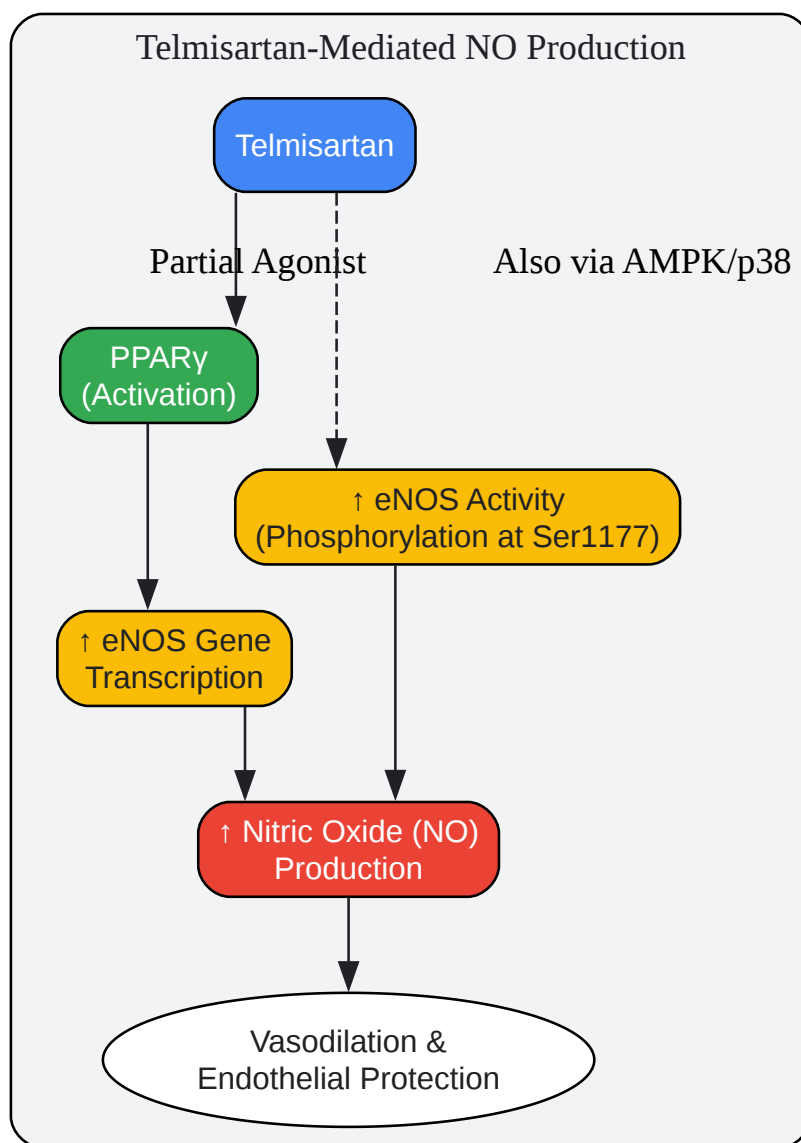 Telmisartan-Mediated NO Production
Telmisartan
Partial Agonist
Also via AMPK/p38
PPARγ
(Activation)
↑ eNOS Activity
(Phosphorylation at Ser1177)
↑ eNOS Gene
Transcription
↑ Nitric Oxide (NO)
Production
Vasodilation &
Endothelial Protection